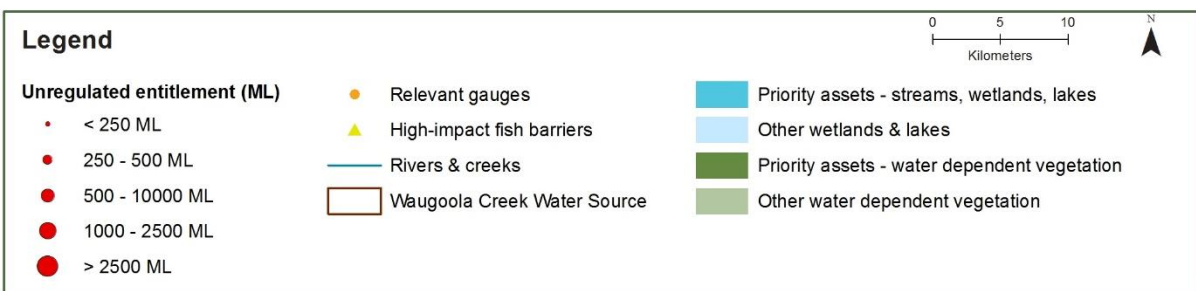 Legend
0 5 10
Kilometers
N
Unregulated entitlement (ML)
< 250 ML
250 - 500 ML
500 - 10000 ML
1000 - 2500 ML
> 2500 ML
Relevant gauges
High-impact fish barriers
Rivers & creeks
Waugoola Creek Water Source
Priority assets - streams, wetlands, lakes
Other wetlands & lakes
Priority assets - water dependent vegetation
Other water dependent vegetation